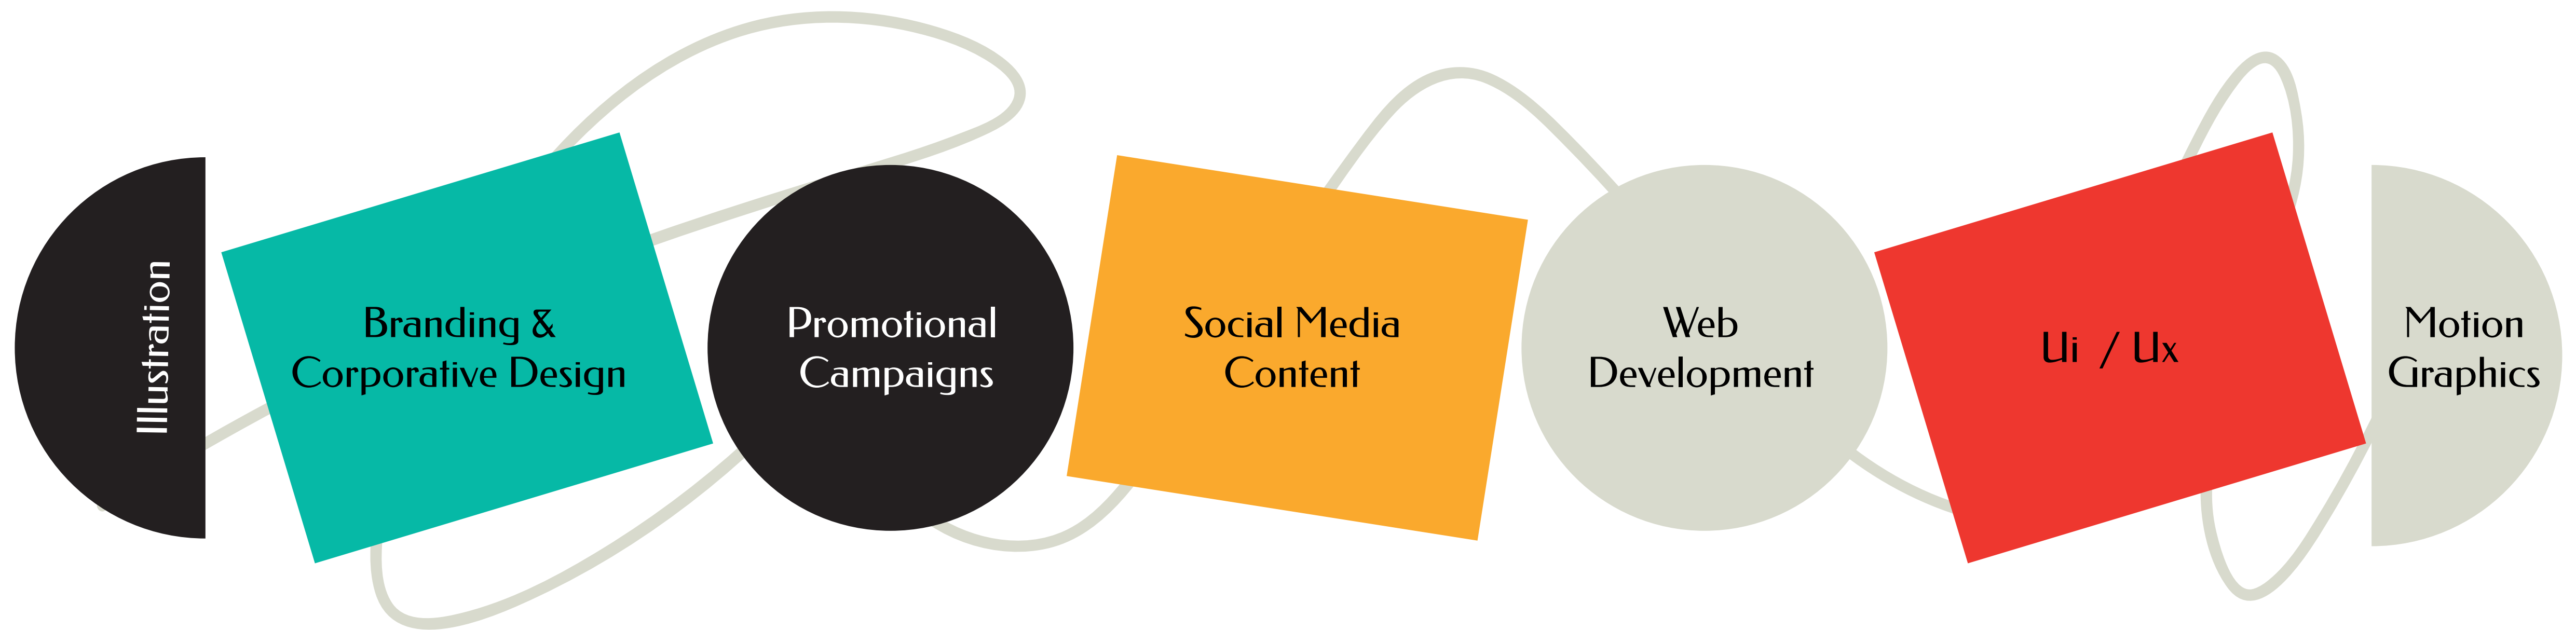 Illustration
Branding &
Corporative Design
Promotional
Campaigns
Social Media
Content
Web
Development
Ui / Ux
Motion
Graphics